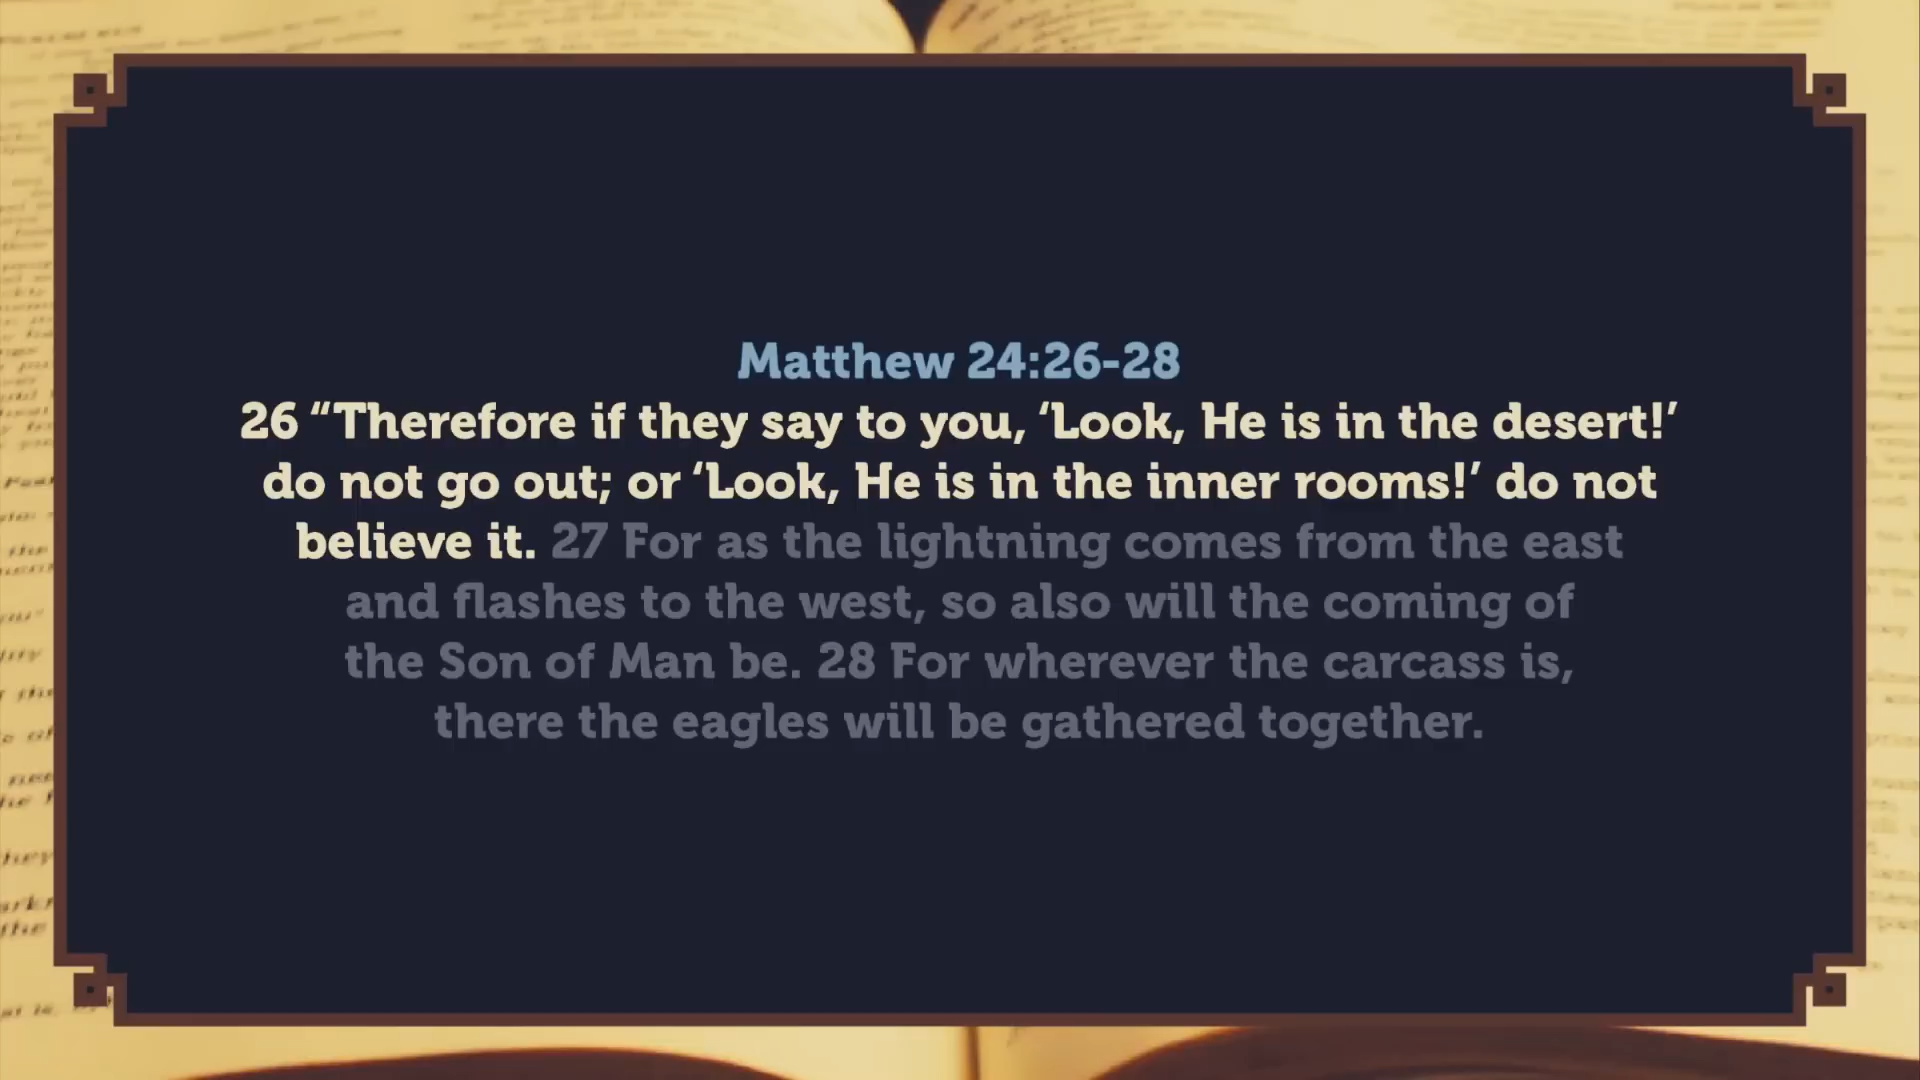 Matthew 24:26-28
26 “Therefore if they say to you, ‘Look, He is in the desert!’
do not go out; or ‘Look, He is in the inner rooms!’ do not
believe it. 27 For as the lightning comes from the east
and flashes to the west, so also will the coming of
the Son of Man be. 28 For wherever the carcass is,
there the eagles will be gathered together.